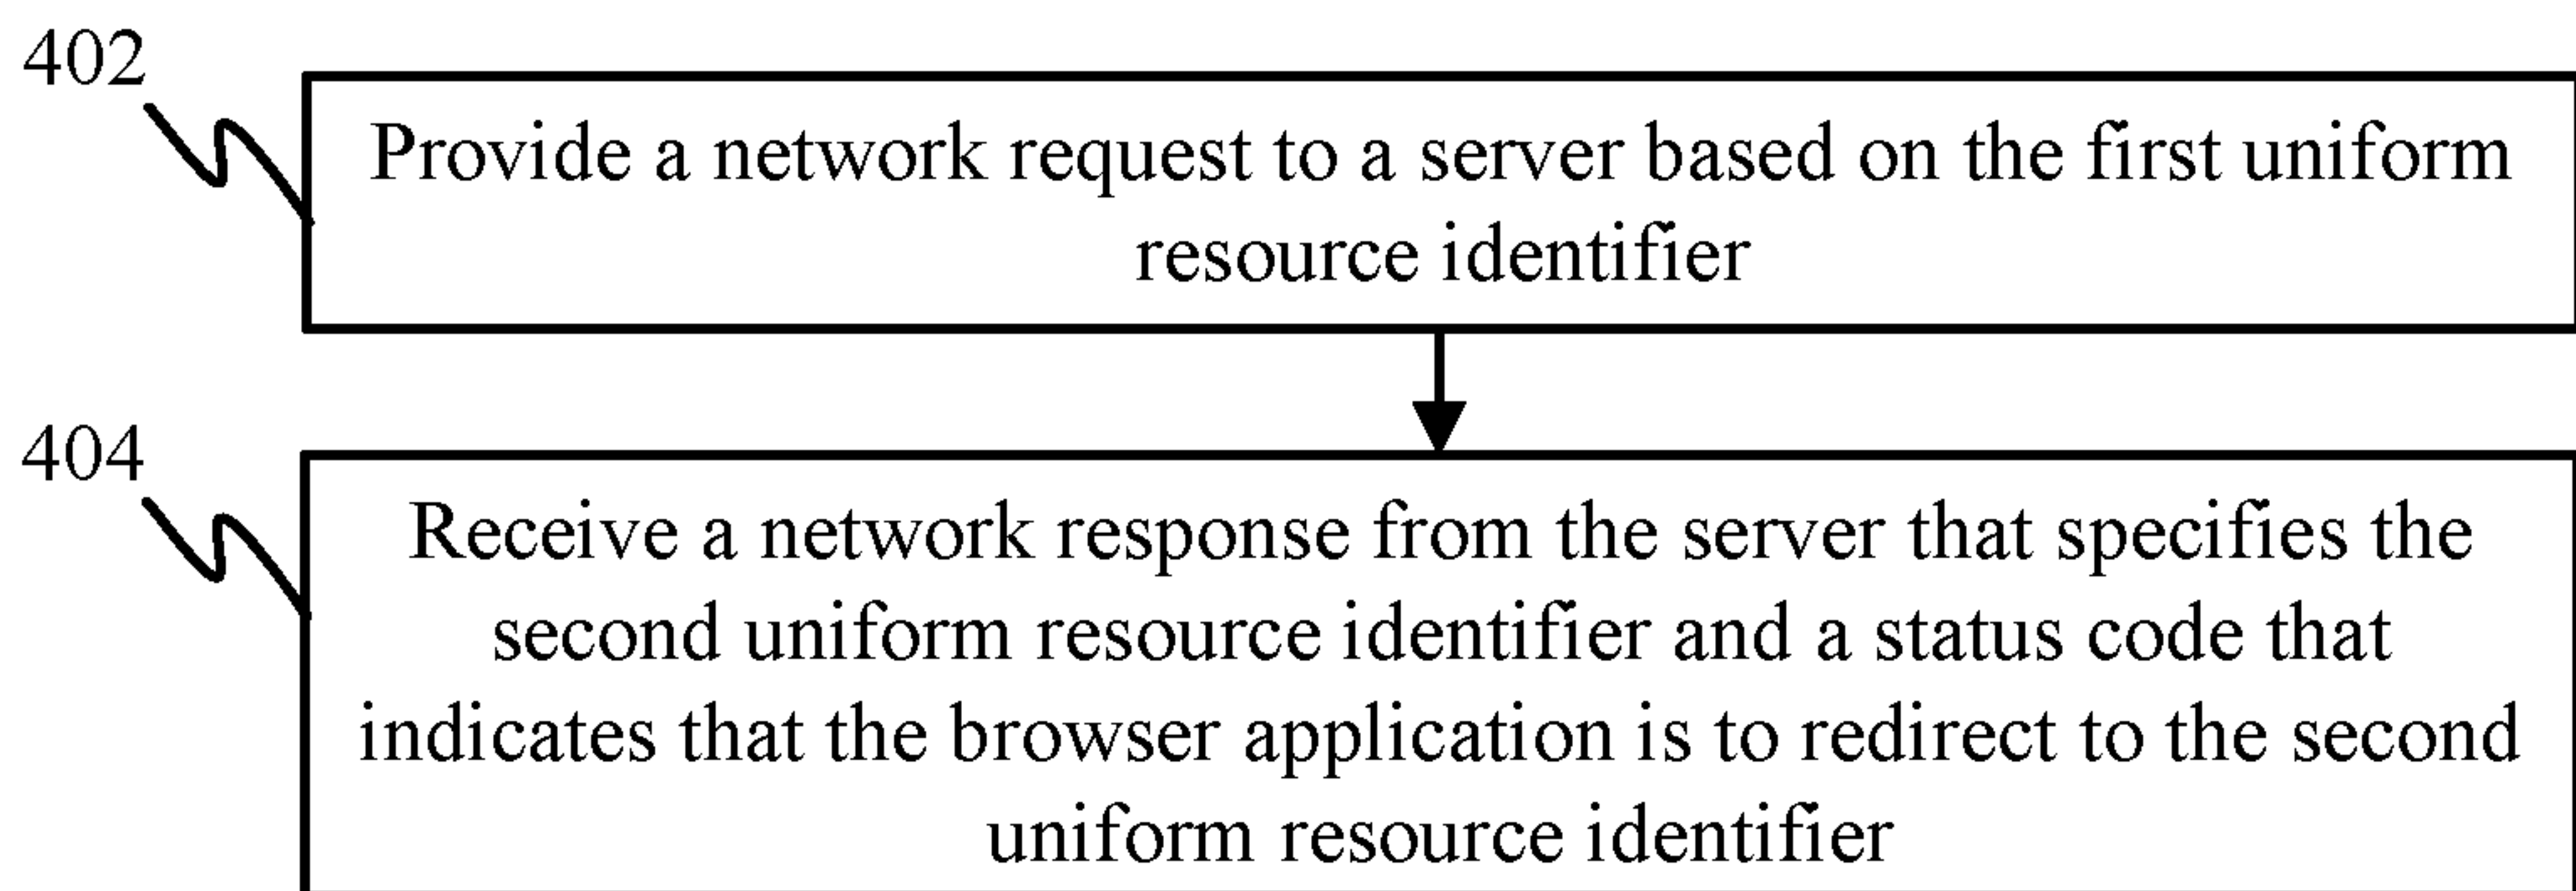 402
Provide a network request to a server based on the first uniform
resource identifier
404
Receive a network response from the server that specifies the
second uniform resource identifier and a status code that
indicates that the browser application is to redirect to the second
uniform resource identifier